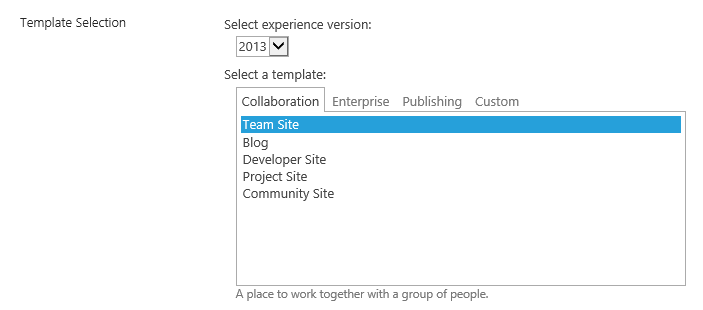 Template Selection
Select experience version:
2013
Select a template:
Collaboration Enterprise Publishing Custom
Team Site
Blog
Developer Site
Project Site
Community Site
A place to work together with a group of people.